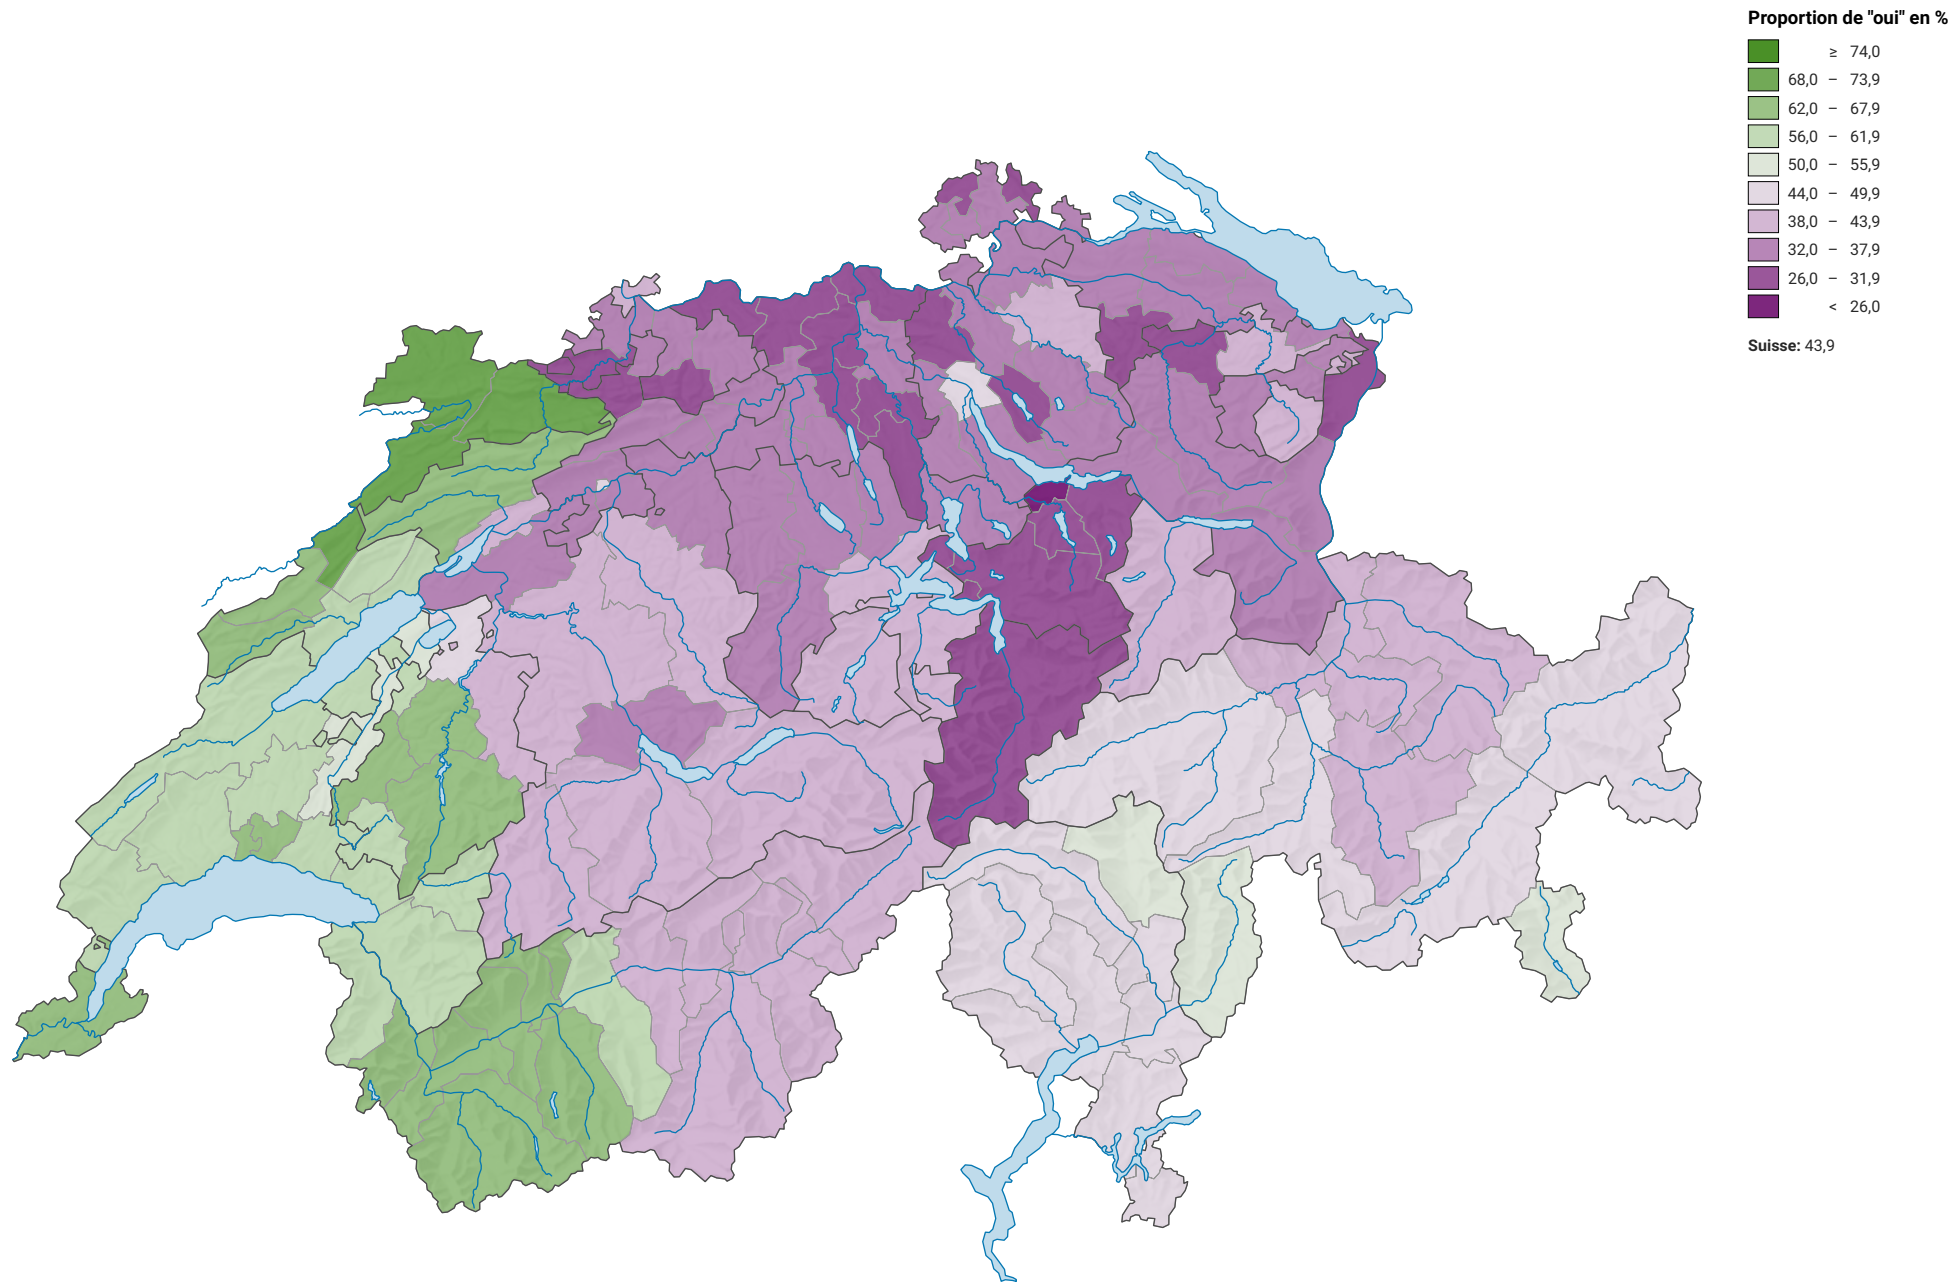 Proportion de "oui" en %
≥ 74,0
68,0 – 73,9
62,0 – 67,9
56,0 – 61,9
50,0 – 55,9
44,0 – 49,9
38,0 – 43,9
32,0 – 37,9
26,0 – 31,9
< 26,0
Suisse: 43,9